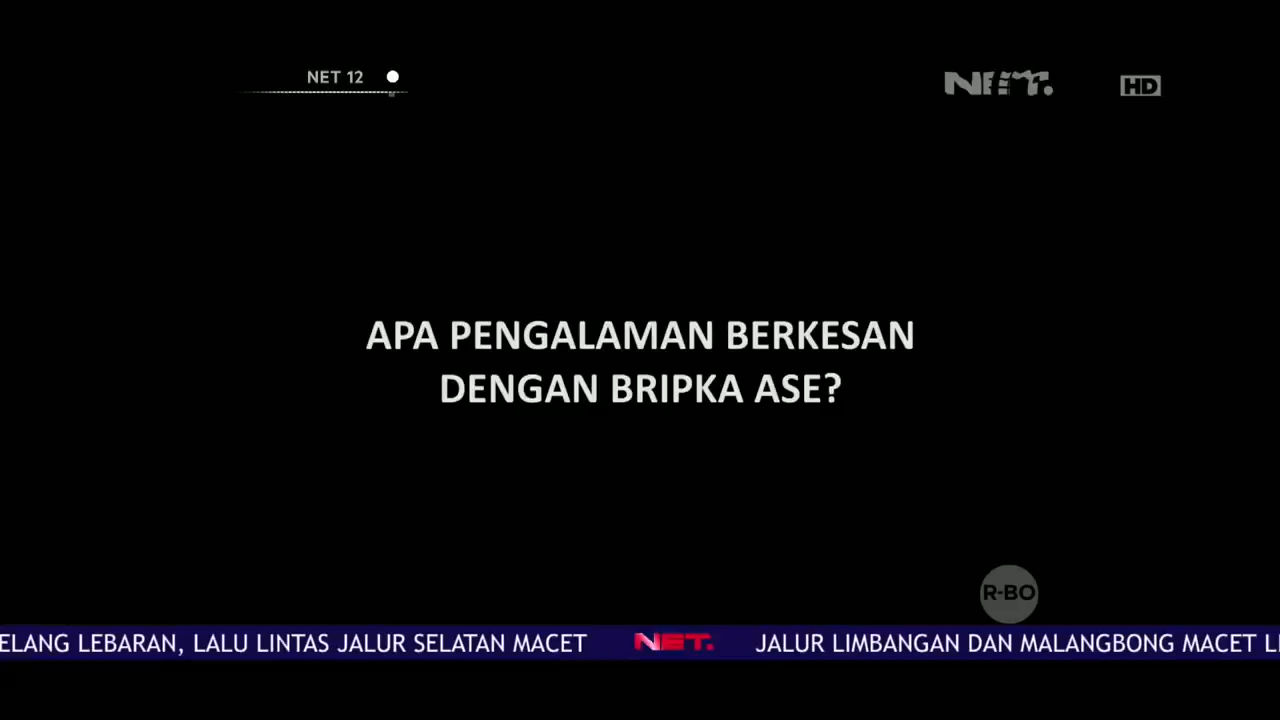 NET 12
NET.
HD
APA PENGALAMAN BERKESAN
DENGAN BRIPKA ASE?
R-BO
ELANG LEBARAN, LALU LINTAS JALUR SELATAN MACET NET. JALUR LIMBANGAN DAN MALANGBONG MACET